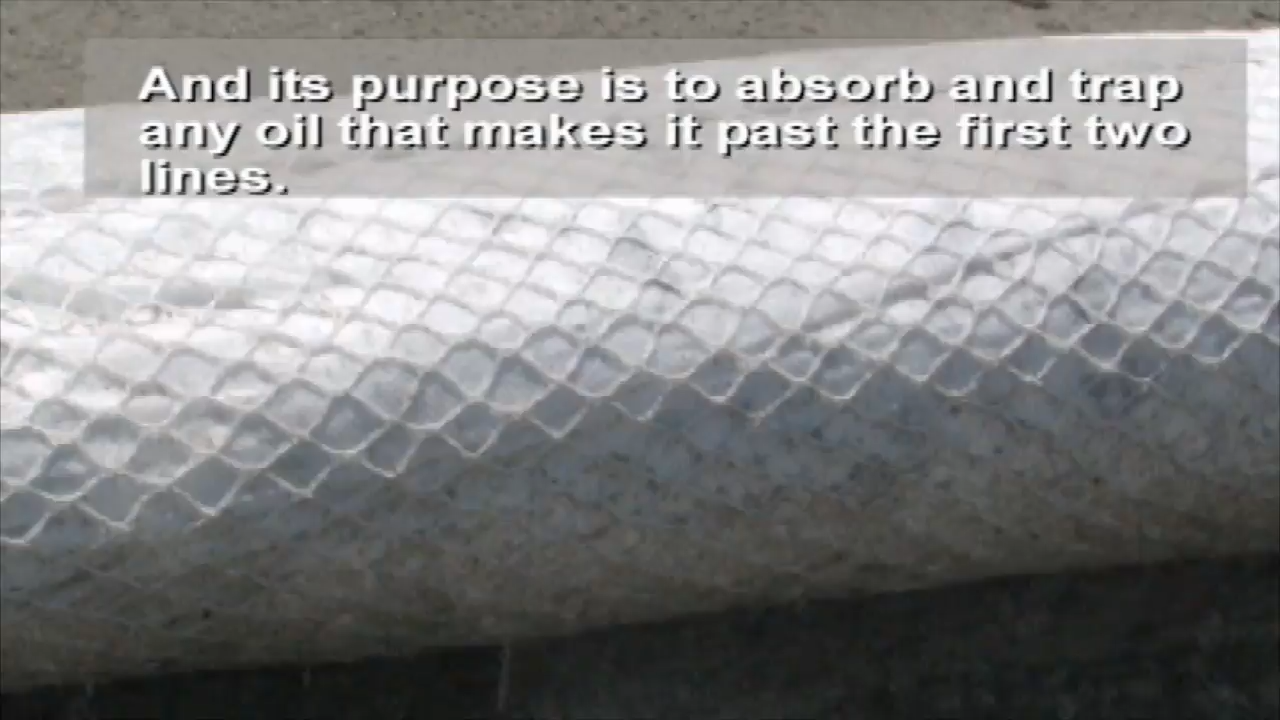 And its purpose is to absorb and trap
any oil that makes it past the first two
lines.